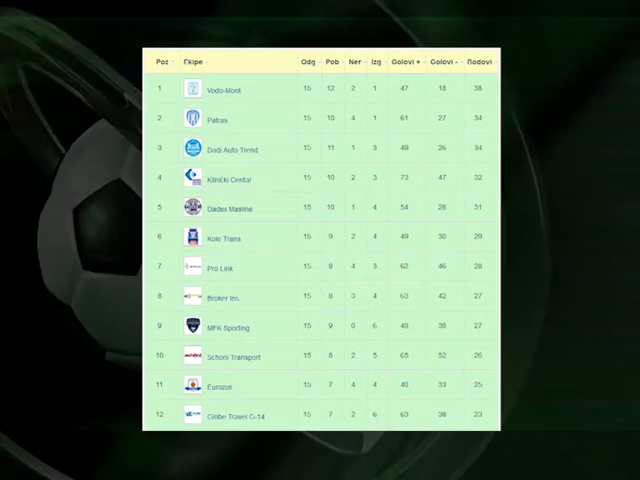 Poz Ekipe Odg Pob Ner Izg Golovi + Golovi - Bodovi
1 Vodo-Mont 15 12 2 1 47 18 38
2 Patras 15 10 4 1 61 27 34
3 Dadi Auto Trend 15 11 1 3 49 26 34
4 Klinički Centar 15 10 2 3 73 47 32
5 Dadex Masline 15 10 1 4 54 28 31
6 Kole Trans 15 9 2 4 49 30 29
7 Pro Link 15 8 4 3 62 46 28
8 Broker Ins. 15 8 3 4 63 42 27
9 MFK Sporting 15 9 0 6 48 38 27
10 Schoni Transport 15 8 2 5 65 52 26
11 Eurozox 15 7 4 4 40 33 25
12 Globe Travel G-14 15 7 2 6 63 38 23